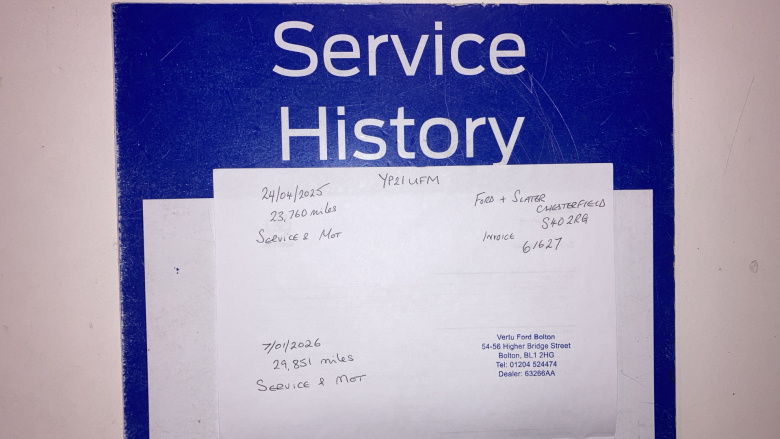 Service
History
YP21 UFM
24/04/2025
23,760 miles
SERVICE & MOT
FORD + SLATER
CHESTERFIELD
S40 2RG
INVOICE
61627
7/01/2026
29,851 miles
SERVICE & MOT
Vertu Ford Bolton
54-56 Higher Bridge Street
Bolton, BL1 2HG
Tel: 01204 524474
Dealer: 63266AA